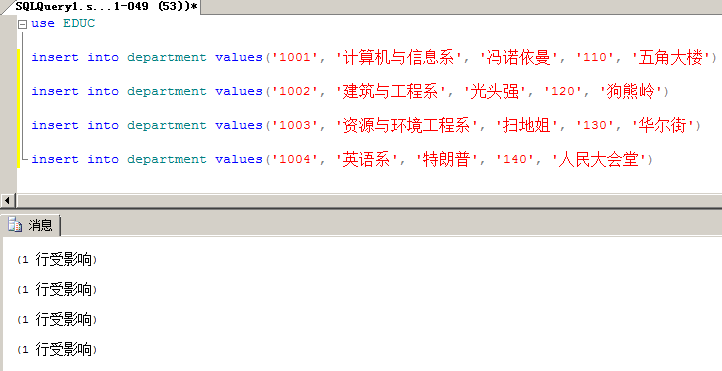 SQLQuery1.s...1-049 (53))*
use EDUC
insert into department values('1001', '计算机与信息系', '冯诺依曼', '110', '五角大楼')
insert into department values('1002', '建筑与工程系', '光头强', '120', '狗熊岭')
insert into department values('1003', '资源与环境工程系', '扫地姐', '130', '华尔街')
insert into department values('1004', '英语系', '特朗普', '140', '人民大会堂')
消息
(1 行受影响)
(1 行受影响)
(1 行受影响)
(1 行受影响)